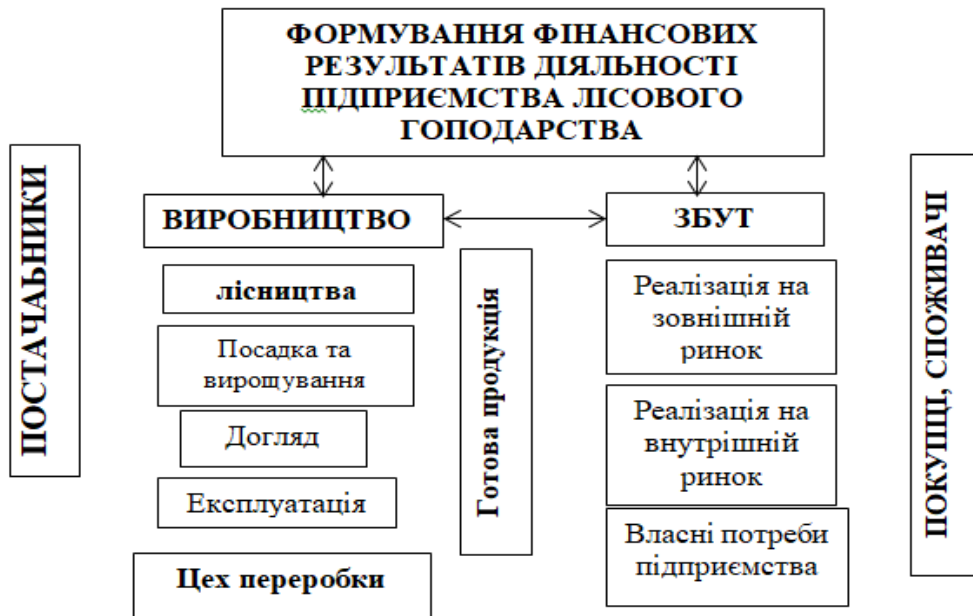 ФОРМУВАННЯ ФІНАНСОВИХ
РЕЗУЛЬТАТІВ ДІЯЛЬНОСТІ
ПІДПРИЄМСТВА ЛІСОВОГО
ГОПОДАРСТВА
ПОСТАЧАЬНИКИ
ВИРОБНИЦТВО
лісництва
Посадка та
вирощування
Догляд
Експлуатація
Цех переробки
Готова продукція
ЗБУТ
Реалізація на
зовнішній
ринок
Реалізація на
внутрішній
ринок
Власні потреби
підприємства
ПОКУПЦІ, СПОЖИВАЧІ